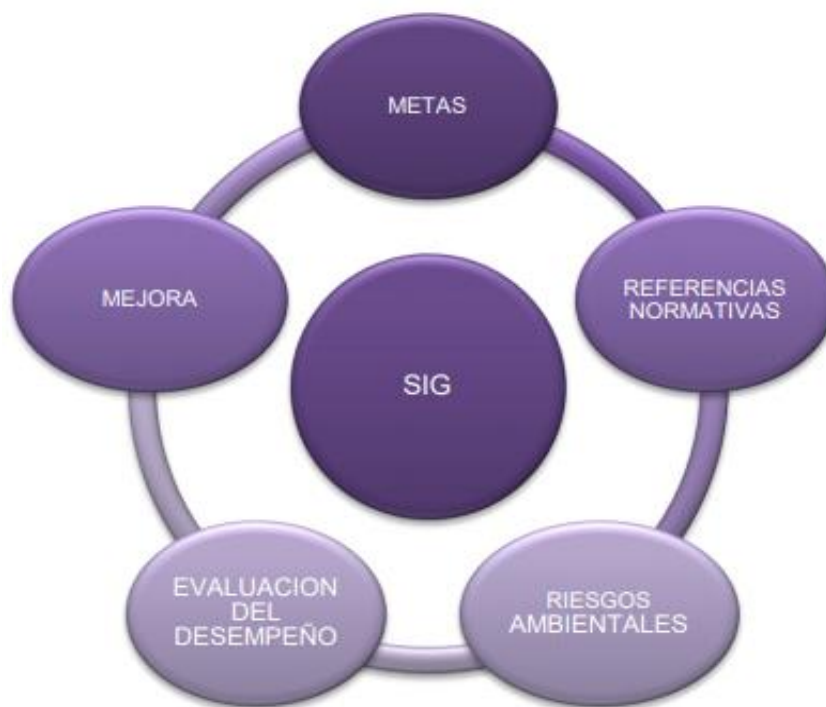 METAS
REFERENCIAS
NORMATIVAS
RIESGOS
AMBIENTALES
EVALUACION
DEL
DESEMPEÑO
MEJORA
SIG